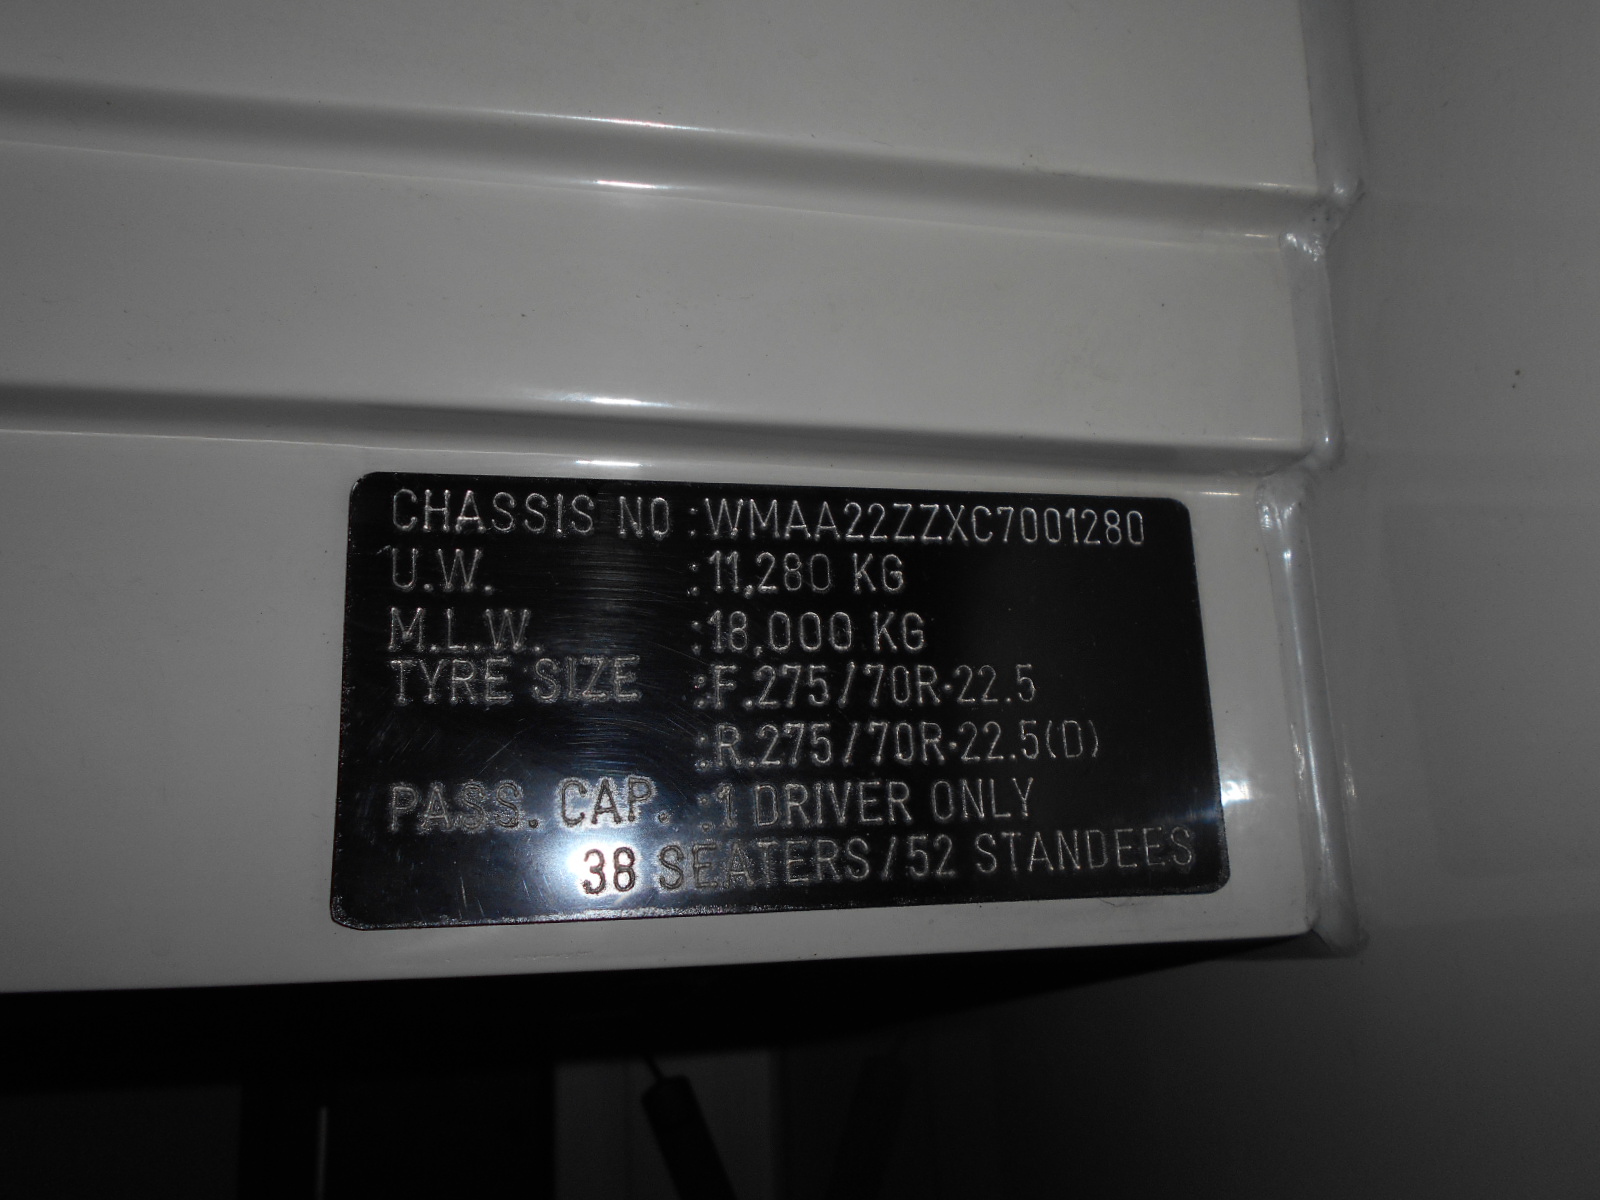 CHASSIS NO :WMAA22ZZXC7001280
U.W. :11,280 KG
M.L.W. :18,000 KG
TYRE SIZE :F.275/70R·22.5
:R.275/70R·22.5(D)
PASS. CAP. :1 DRIVER ONLY
38 SEATERS/52 STANDEES